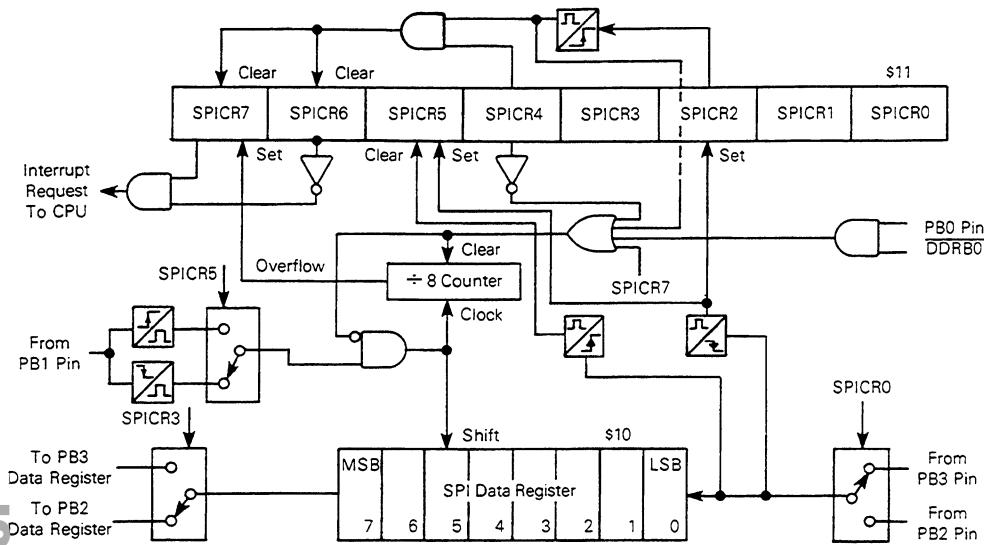 $11
Clear
Clear
SPICR7 SPICR6 SPICR5 SPICR4 SPICR3 SPICR2 SPICR1 SPICR0
Set
Clear
Set
Set
Interrupt
Request
To CPU
PB0 Pin
DDRB0
Clear
SPICR7
Overflow
÷ 8 Counter
Clock
SPICR5
From
PB1 Pin
SPICR3
SPICR0
Shift
$10
To PB3
Data Register
To PB2
Data Register
MSB
LSB
SPI Data Register
7 6 5 4 3 2 1 0
From
PB3 Pin
From
PB2 Pin